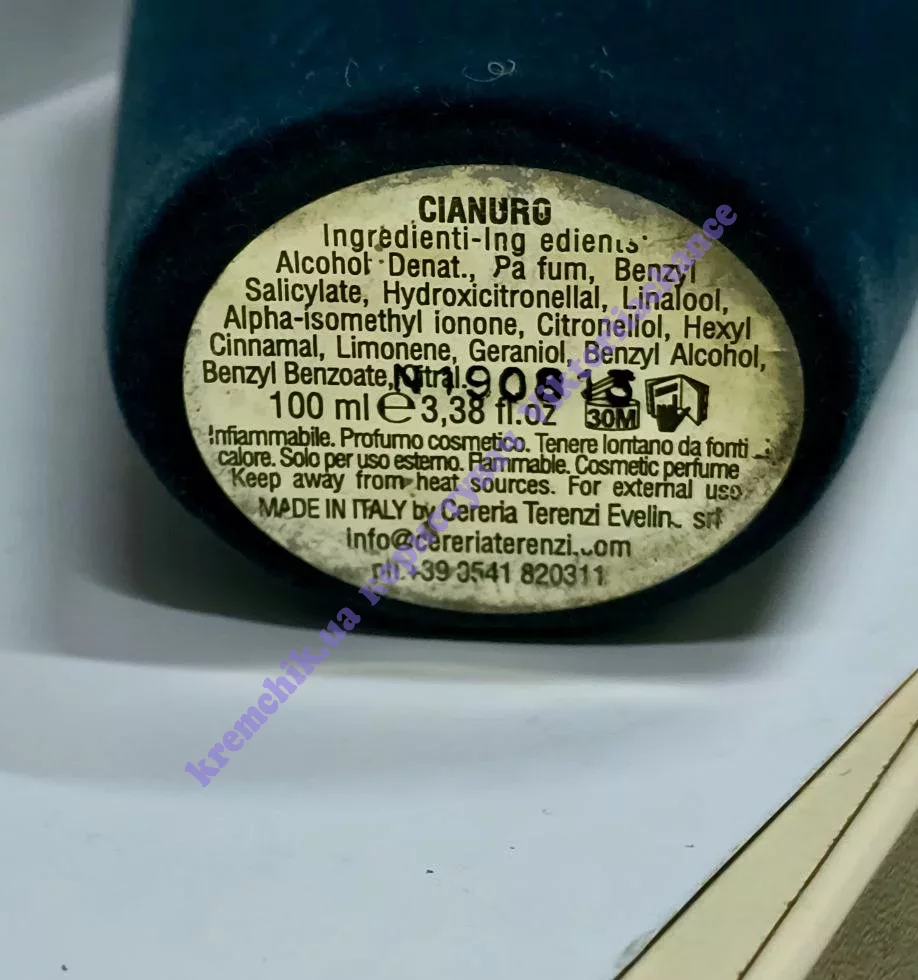 CIANURO
Ingredienti-Ing edients
Alcohol Denat., Pa fum, Benzyl
Salicylate, Hydroxicitronellal, Linalool,
Alpha-isomethyl ionone, Citronellol, Hexyl
Cinnamal, Limonene, Geraniol, Benzyl Alcohol,
Benzyl Benzoate, Citral.
100 ml ℮ 3,38 fl.oz 30M
Infiammabile. Profumo cosmetico. Tenere lontano da fonti
calore. Solo per uso esterno. Flammable. Cosmetic perfume
Keep away from heat sources. For external use
MADE IN ITALY by Cereria Terenzi Evelin srl
info@cereriaterenzi.com
+39 0541 820311
kremchik.ua